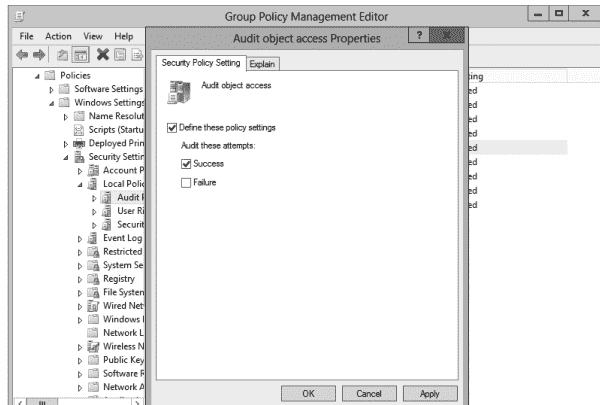 Group Policy Management Editor
File Action View Help
Audit object access Properties
?
x
Security Policy Setting Explain
Audit object access
Define these policy settings
Audit these attempts:
Success
Failure
Policies
Software Settings
Windows Settings
Name Resolut
Scripts (Startu
Deployed Prin
Security Settin
Account P
Local Polic
Audit P
User Ri
Securit
Event Log
Restricted
System Se
Registry
File System
Wired Net
Windows F
Network L
Wireless N
Public Key
Software R
Network A
ting
ed
ed
ed
ed
ed
ed
ed
ed
ed
OK Cancel Apply